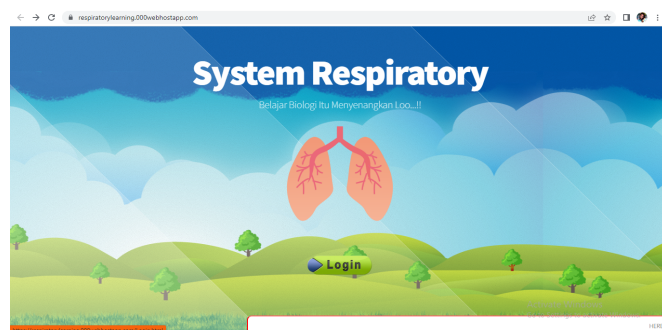 respiratorylearning.000webhostapp.com
System Respiratory
Belajar Biologi Itu Menyenangkan Loo...!!
Login